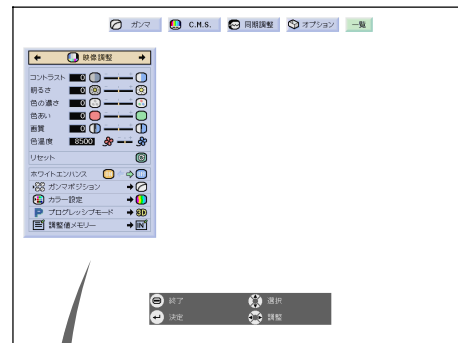 ガンマ C.M.S. 同期調整 オプション 一覧
映像調整
コントラスト 0
明るさ 0
色の濃さ 0
色あい 0
画質 0
色温度 8500
リセット
ホワイトエンハンス
ガンマポジション
カラー設定
P プログレッシブモード 3D
調整値メモリー IN
終了 選択
決定 調整